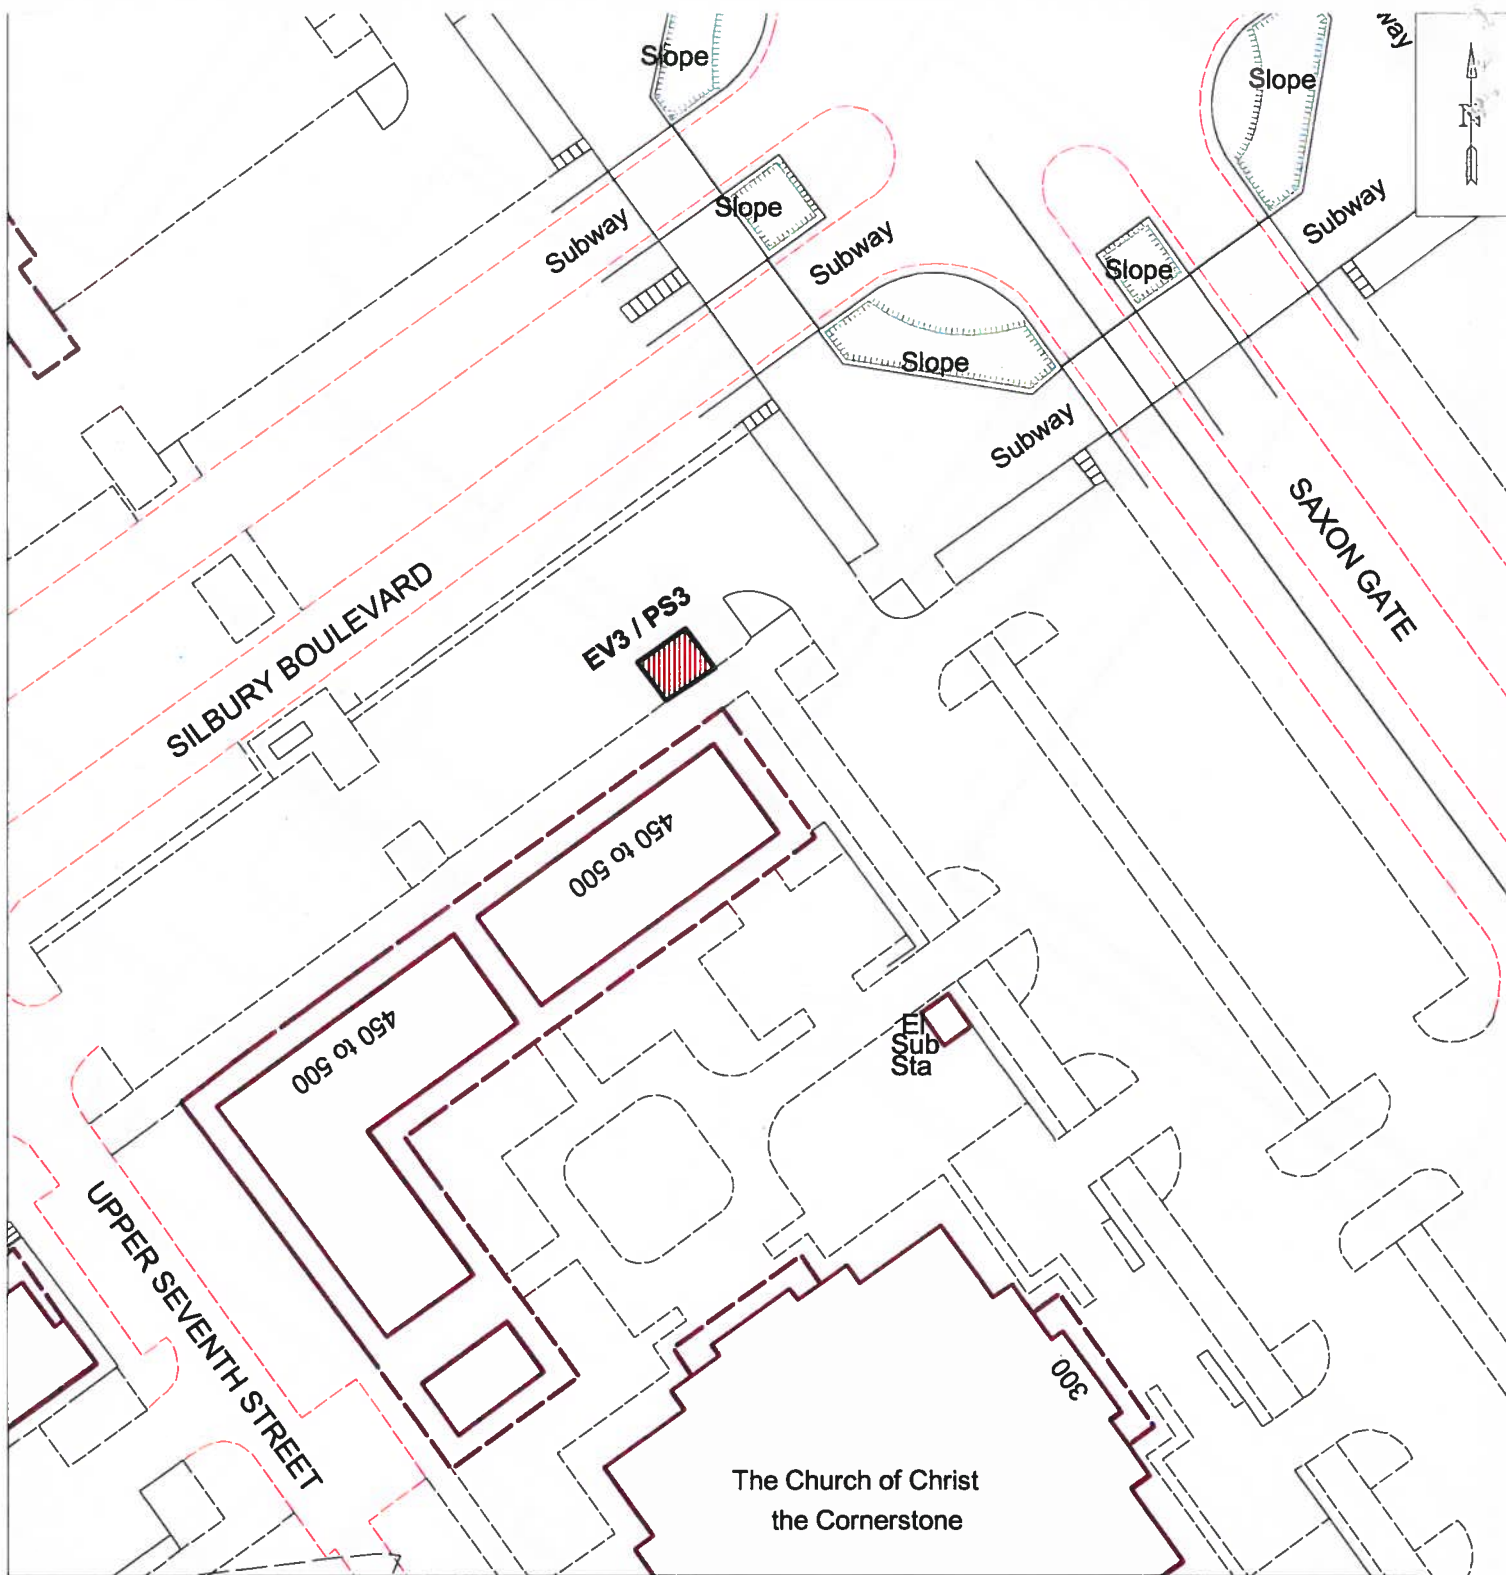 Slope
Slope
way
N
Slope
Subway
Subway
Subway
Slope
Slope
Subway
SAXON GATE
SILBURY BOULEVARD
EV3 / PS3
450 to 500
450 to 500
El
Sub
Sta
UPPER SEVENTH STREET
300
The Church of Christ
the Cornerstone